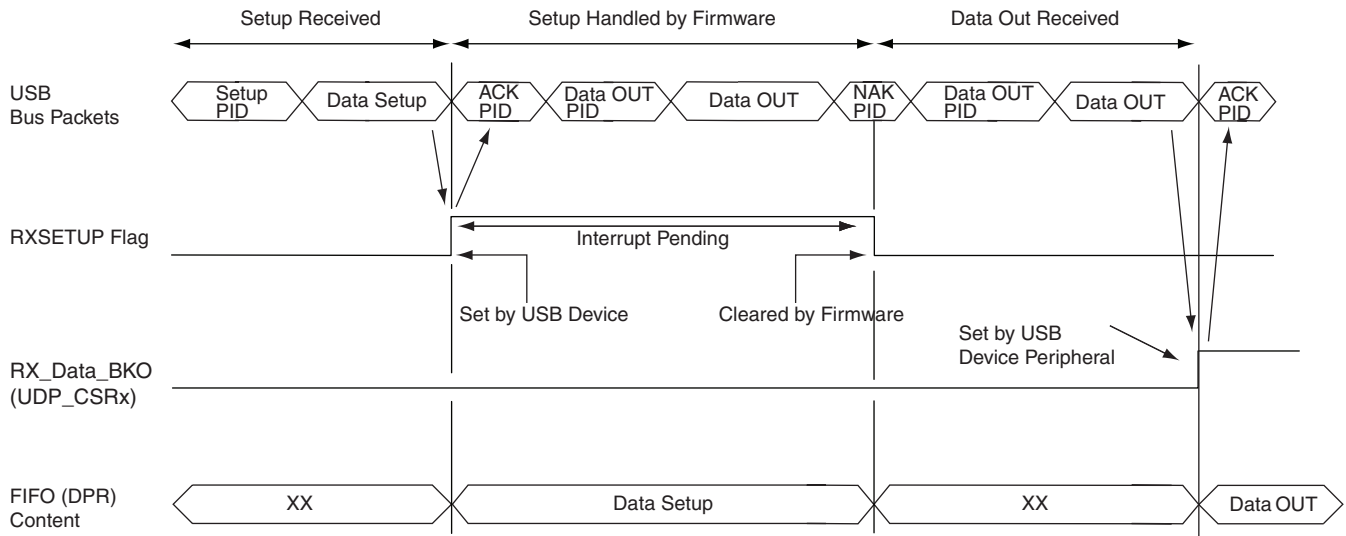 Setup Received
Setup Handled by Firmware
Data Out Received
USB
Bus Packets
Setup
PID
Data Setup
ACK
PID
Data OUT
PID
Data OUT
NAK
PID
Data OUT
PID
Data OUT
ACK
PID
RXSETUP Flag
Interrupt Pending
Set by USB Device
Cleared by Firmware
Set by USB
Device Peripheral
RX_Data_BKO
(UDP_CSRx)
FIFO (DPR)
Content
XX
Data Setup
XX
Data OUT